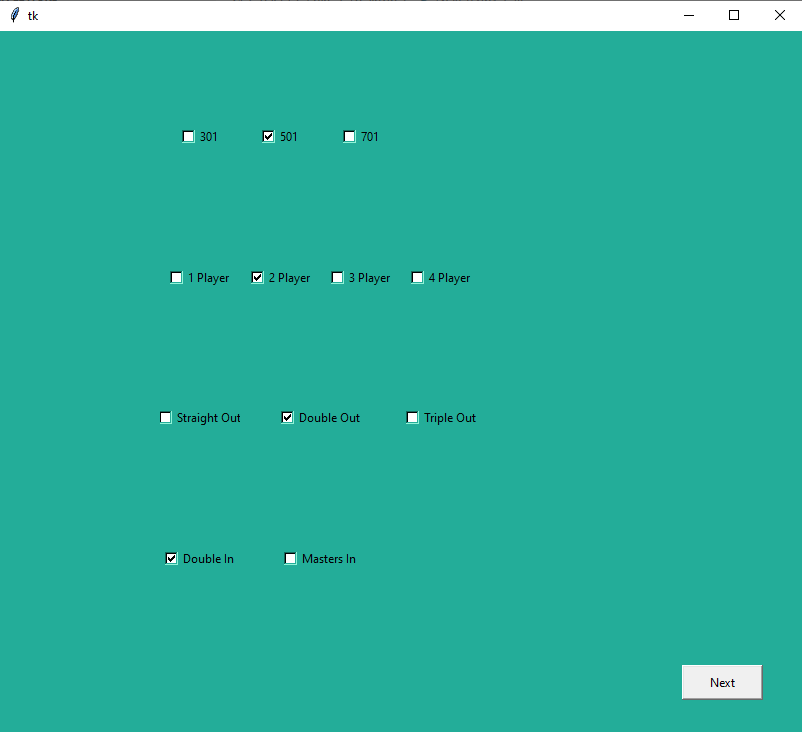 tk
301 501 701
1 Player 2 Player 3 Player 4 Player
Straight Out Double Out Triple Out
Double In Masters In
Next